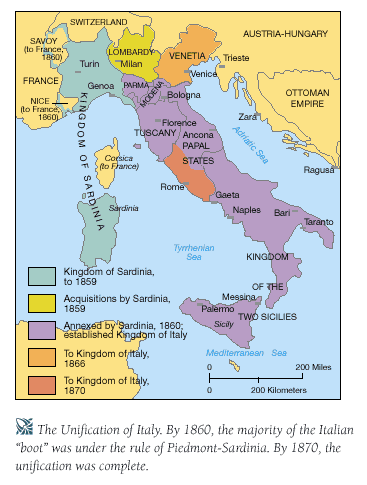 SWITZERLAND
AUSTRIA-HUNGARY
SAVOY
(to France,
1860)
LOMBARDY
Milan
VENETIA
Trieste
Turin
Venice
FRANCE
PARMA
MODENA
Genoa
Bologna
OTTOMAN
EMPIRE
NICE
(to France,
1860)
KINGDOM OF SARDINIA
Florence
Zara
TUSCANY
Ancona
PAPAL
STATES
Adriatic Sea
Corsica
(to France)
Ragusa
Rome
Gaeta
Sardinia
Naples
Bari
Taranto
Tyrrhenian
Sea
KINGDOM
OF THE
TWO SICILIES
Messina
Palermo
Sicily
Mediterranean Sea
Kingdom of Sardinia,
to 1859
Acquisitions by Sardinia,
1859
Annexed by Sardinia, 1860;
established Kingdom of Italy
To Kingdom of Italy,
1866
To Kingdom of Italy,
1870
0 200 Miles
0 200 Kilometers
The Unification of Italy. By 1860, the majority of the Italian
“boot” was under the rule of Piedmont-Sardinia. By 1870, the
unification was complete.